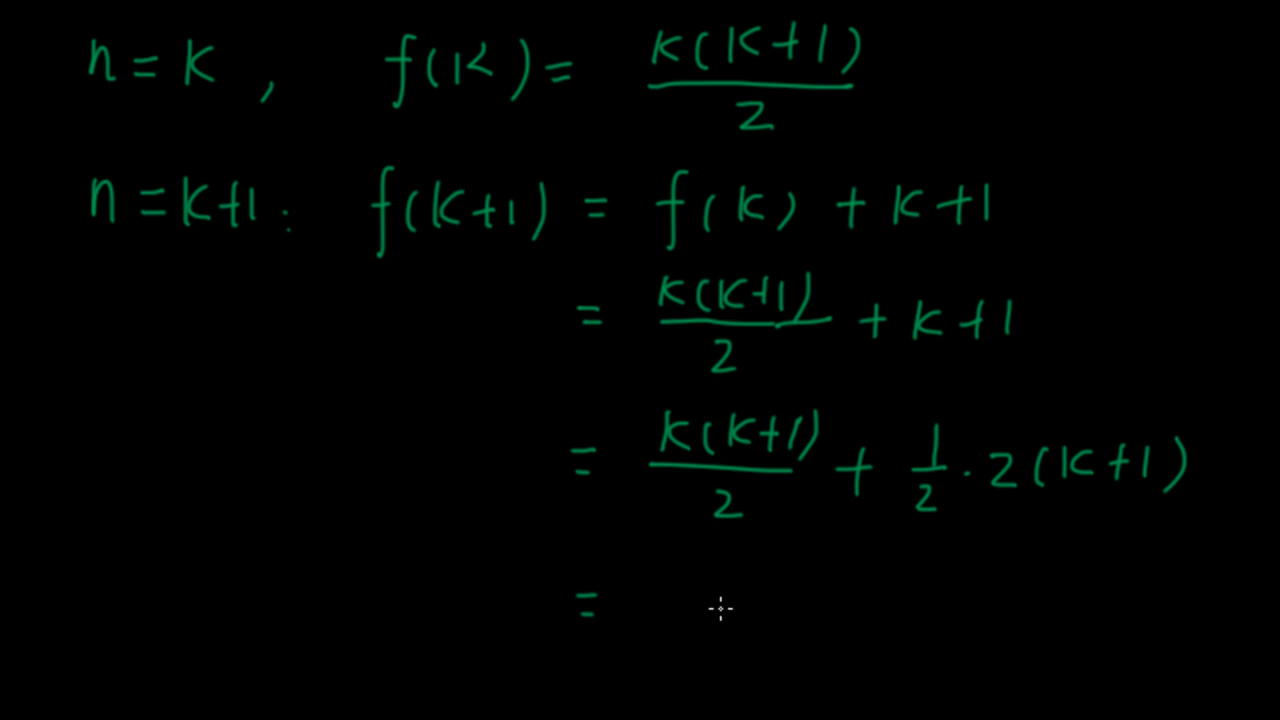 n = k , f(k) = k(k+1)/2
n = k+1 : f(k+1) = f(k) + k+1
= k(k+1)/2 + k+1
= k(k+1)/2 + 1/2 · 2(k+1)
=